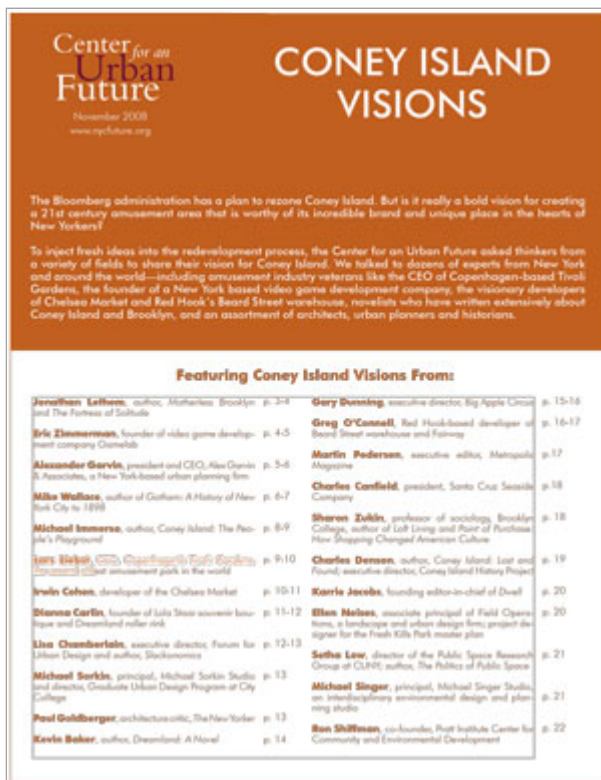 Center for an
Urban
Future
November 2008
www.nycfuture.org
CONEY ISLAND
VISIONS
The Bloomberg administration has a plan to rezone Coney Island. But is it really a bold vision for creating
a 21st century amusement area that is worthy of its incredible brand and unique place in the hearts of
New Yorkers?
To inject fresh ideas into the redevelopment process, the Center for an Urban Future asked thinkers from
a variety of fields to share their vision for Coney Island. We talked to dozens of experts from New York
and around the world—including amusement industry veterans like the CEO of Copenhagen-based Tivoli
Gardens, the founder of a New York based video game development company, the visionary developers
of Chelsea Market and Red Hook's Beard Street warehouse, novelists who have written extensively about
Coney Island and Brooklyn, and an assortment of architects, urban planners and historians.
Featuring Coney Island Visions From:
Jonathan Lethem, author, Motherless Brooklyn p. 3-4
and The Fortress of Solitude
Eric Zimmerman, founder of video game develop- p. 4-5
ment company Gamelab
Alexander Garvin, president and CEO, Alex Garvin p. 5-6
& Associates, a New York-based urban planning firm
Mike Wallace, author of Gotham: A History of New p. 6-7
York City to 1898
Michael Immerso, author, Coney Island: The Peo- p. 8-9
ple's Playground
Lars Liebst, CEO, Copenhagen's Tivoli Gardens, p. 9-10
amusement park in the world
Irwin Cohen, developer of the Chelsea Market p. 10-11
Dianna Carlin, founder of Lola Staar souvenir bou- p. 11-12
tique and Dreamland roller rink
Lisa Chamberlain, executive director, Forum for p. 12-13
Urban Design and author, Slackonomics
Michael Sorkin, principal, Michael Sorkin Studio p. 13
and director, Graduate Urban Design Program at City
College
Paul Goldberger, architecture critic, The New Yorker p. 13
Kevin Baker, author, Dreamland: A Novel p. 14
Gary Dunning, executive director, Big Apple Circus p. 15-16
Greg O'Connell, Red Hook-based developer of p. 16-17
Beard Street warehouse and Fairway
Martin Pedersen, executive editor, Metropolis p.17
Magazine
Charles Canfield, president, Santa Cruz Seaside p.18
Company
Sharon Zukin, professor of sociology, Brooklyn p. 18
College, author of Loft Living and Point of Purchase:
How Shopping Changed American Culture
Charles Denson, author, Coney Island: Lost and p. 19
Found; executive director, Coney Island History Project
Karrie Jacobs, founding editor-in-chief of Dwell p. 20
Ellen Neises, associate principal of Field Opera- p. 20
tions, a landscape and urban design firm; project de-
signer for the Fresh Kills Park master plan
Setha Low, director of the Public Space Research p. 21
Group at CUNY; author, The Politics of Public Space
Michael Singer, principal, Michael Singer Studio,
an interdisciplinary environmental design and plan- p. 21
ning studio
Ron Shiffman, co-founder, Pratt Institute Center for p. 22
Community and Environmental Development